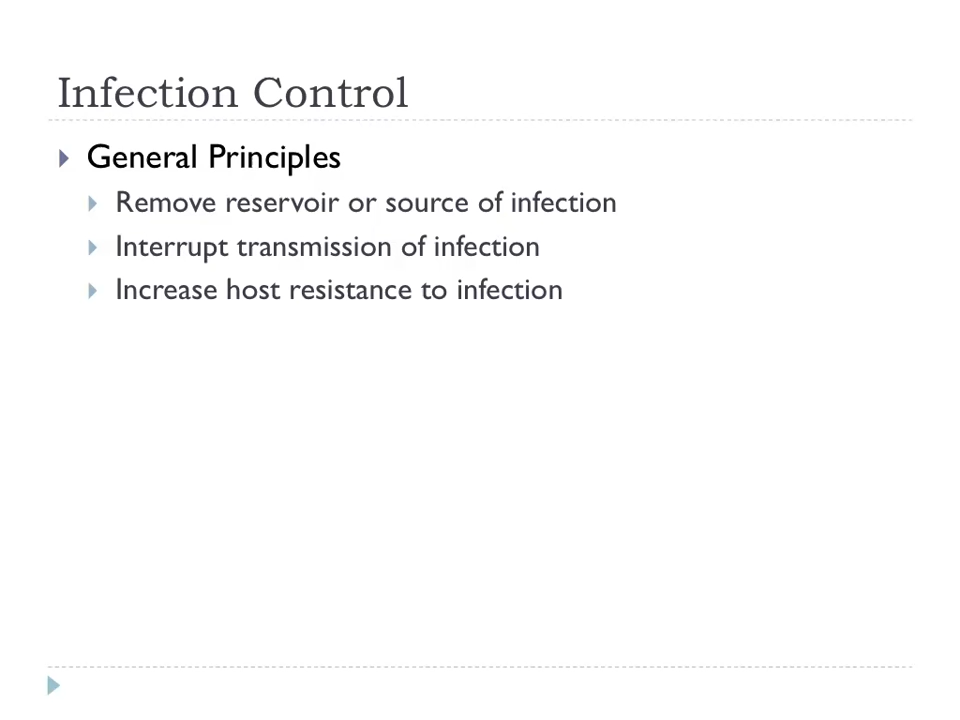 Infection Control
General Principles
Remove reservoir or source of infection
Interrupt transmission of infection
Increase host resistance to infection